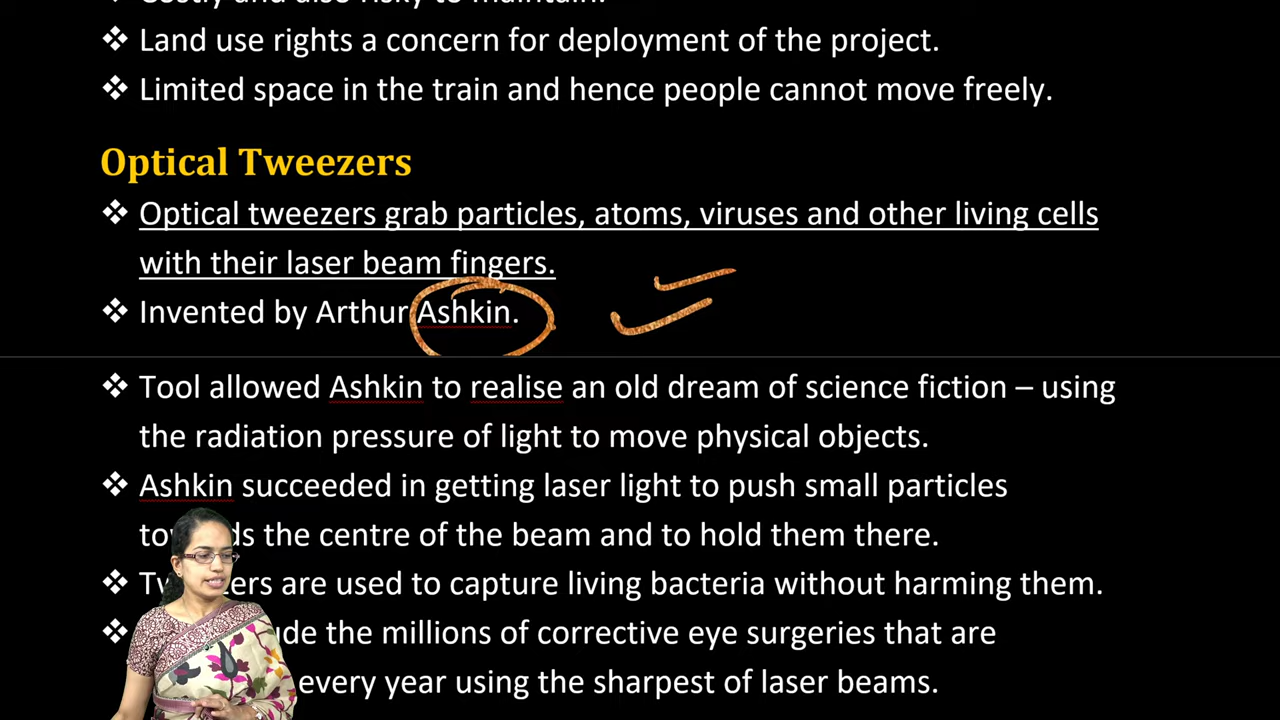 Costly and also risky to maintain.
❖ Land use rights a concern for deployment of the project.
❖ Limited space in the train and hence people cannot move freely.
Optical Tweezers
❖ Optical tweezers grab particles, atoms, viruses and other living cells
with their laser beam fingers.
❖ Invented by Arthur Ashkin.
❖ Tool allowed Ashkin to realise an old dream of science fiction – using
the radiation pressure of light to move physical objects.
❖ Ashkin succeeded in getting laser light to push small particles
the centre of the beam and to hold them there.
❖ are used to capture living bacteria without harming them.
❖ the millions of corrective eye surgeries that are
every year using the sharpest of laser beams.